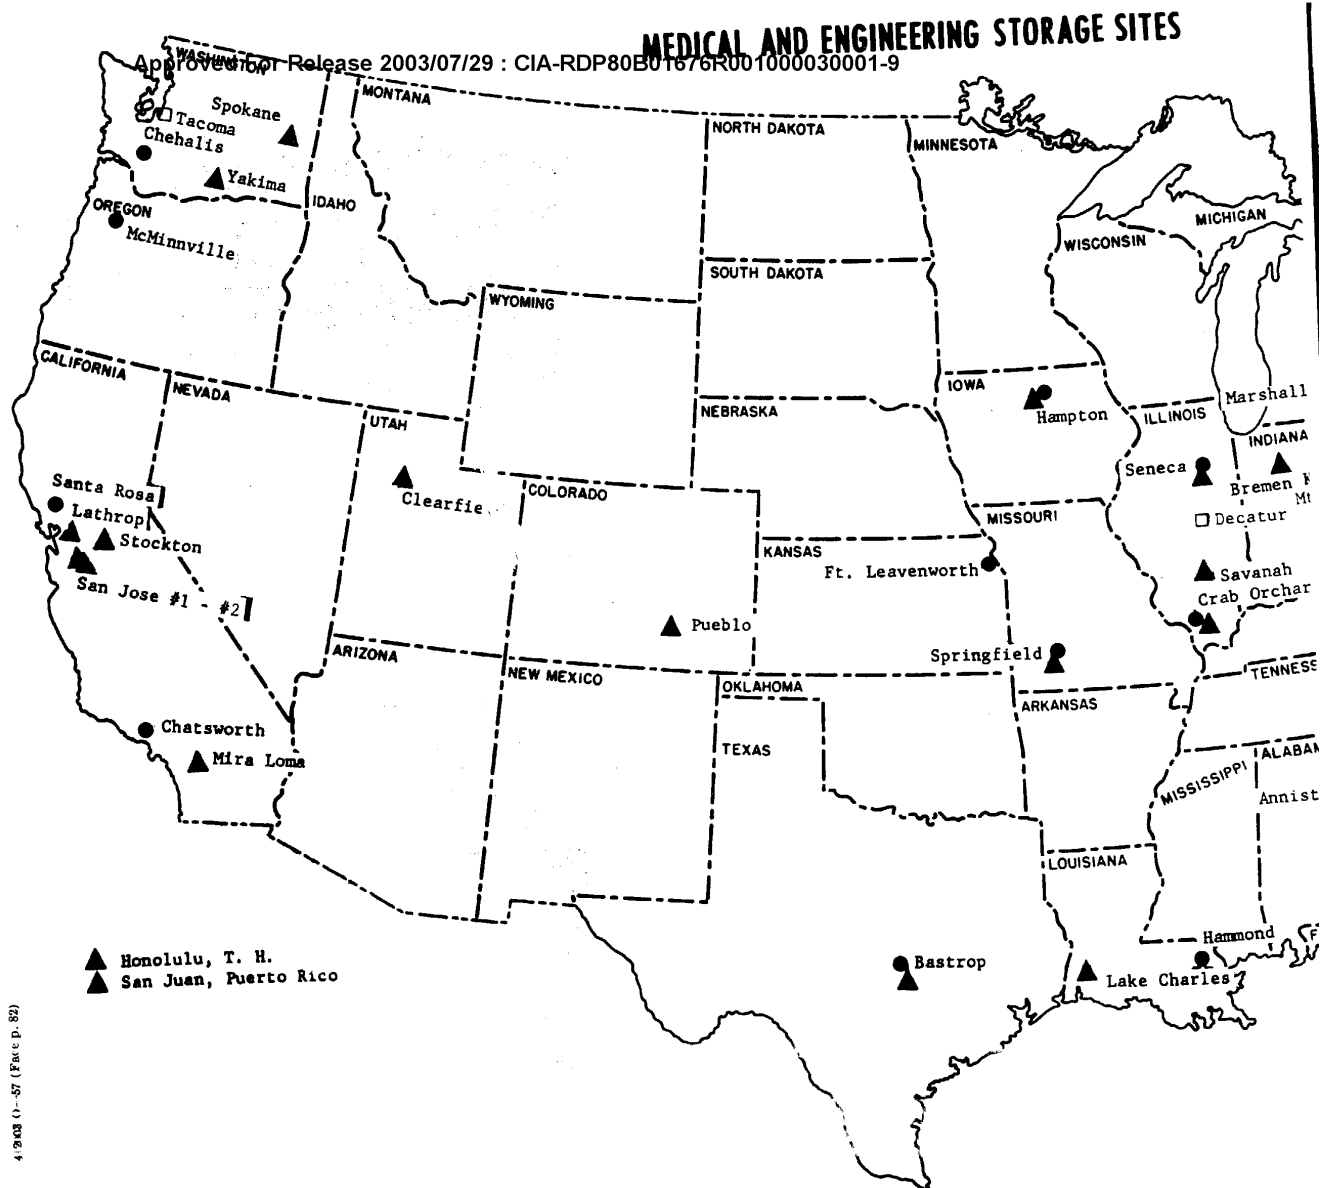 MEDICAL AND ENGINEERING STORAGE SITES
Approved For Release 2003/07/29 : CIA-RDP80B01676R001000030001-9
WASHINGTON
MONTANA
Spokane
Tacoma
Chehalis
NORTH DAKOTA
MINNESOTA
Yakima
IDAHO
OREGON
McMinnville
MICHIGAN
WISCONSIN
SOUTH DAKOTA
WYOMING
CALIFORNIA
NEVADA
IOWA
Marshall
NEBRASKA
Hampton
ILLINOIS
UTAH
INDIANA
Seneca
Santa Rosa
Clearfie
COLORADO
Bremen
Lathrop
Stockton
MISSOURI
Decatur
KANSAS
Ft. Leavenworth
Savanah
San Jose #1 - #2
Crab Orchar
Pueblo
ARIZONA
Springfield
NEW MEXICO
TENNESS
OKLAHOMA
ARKANSAS
Chatsworth
TEXAS
Mira Loma
ALABAM
MISSISSIPPI
Annist
LOUISIANA
Hammond
F
Honolulu, T. H.
San Juan, Puerto Rico
Bastrop
Lake Charles
(Face p. 82)